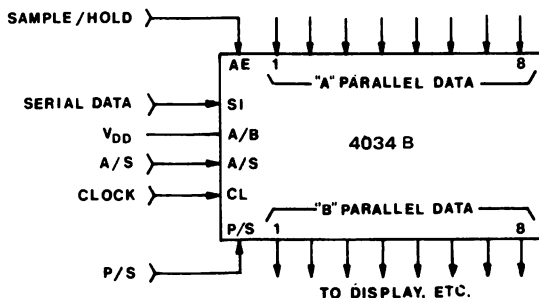 SAMPLE/HOLD
AE 1 8
"A" PARALLEL DATA
SERIAL DATA SI
VDD A/B
4034 B
A/S A/S
CLOCK CL
"B" PARALLEL DATA
P/S 1 8
P/S
TO DISPLAY, ETC.